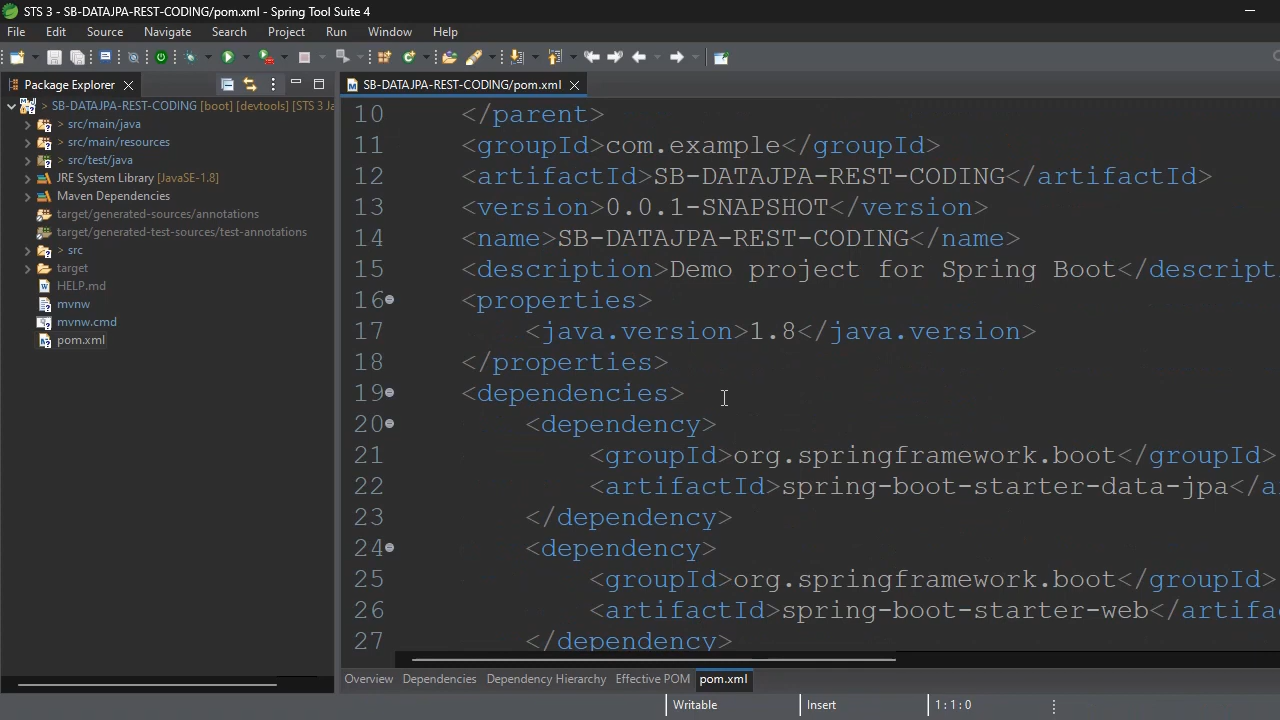 STS 3 - SB-DATAJPA-REST-CODING/pom.xml - Spring Tool Suite 4
File Edit Source Navigate Search Project Run Window Help
Package Explorer
SB-DATAJPA-REST-CODING/pom.xml
> SB-DATAJPA-REST-CODING [boot] [devtools] [STS 3 Ja
> src/main/java
> src/main/resources
> src/test/java
JRE System Library [JavaSE-1.8]
Maven Dependencies
target/generated-sources/annotations
target/generated-test-sources/test-annotations
> src
target
HELP.md
mvnw
mvnw.cmd
pom.xml
10 </parent>
11 <groupId>com.example</groupId>
12 <artifactId>SB-DATAJPA-REST-CODING</artifactId>
13 <version>0.0.1-SNAPSHOT</version>
14 <name>SB-DATAJPA-REST-CODING</name>
15 <description>Demo project for Spring Boot</descript
16 <properties>
17 <java.version>1.8</java.version>
18 </properties>
19 <dependencies>
20 <dependency>
21 <groupId>org.springframework.boot</groupId>
22 <artifactId>spring-boot-starter-data-jpa</a
23 </dependency>
24 <dependency>
25 <groupId>org.springframework.boot</groupId>
26 <artifactId>spring-boot-starter-web</artifa
27 </dependency>
Overview Dependencies Dependency Hierarchy Effective POM pom.xml
Writable Insert 1:1:0